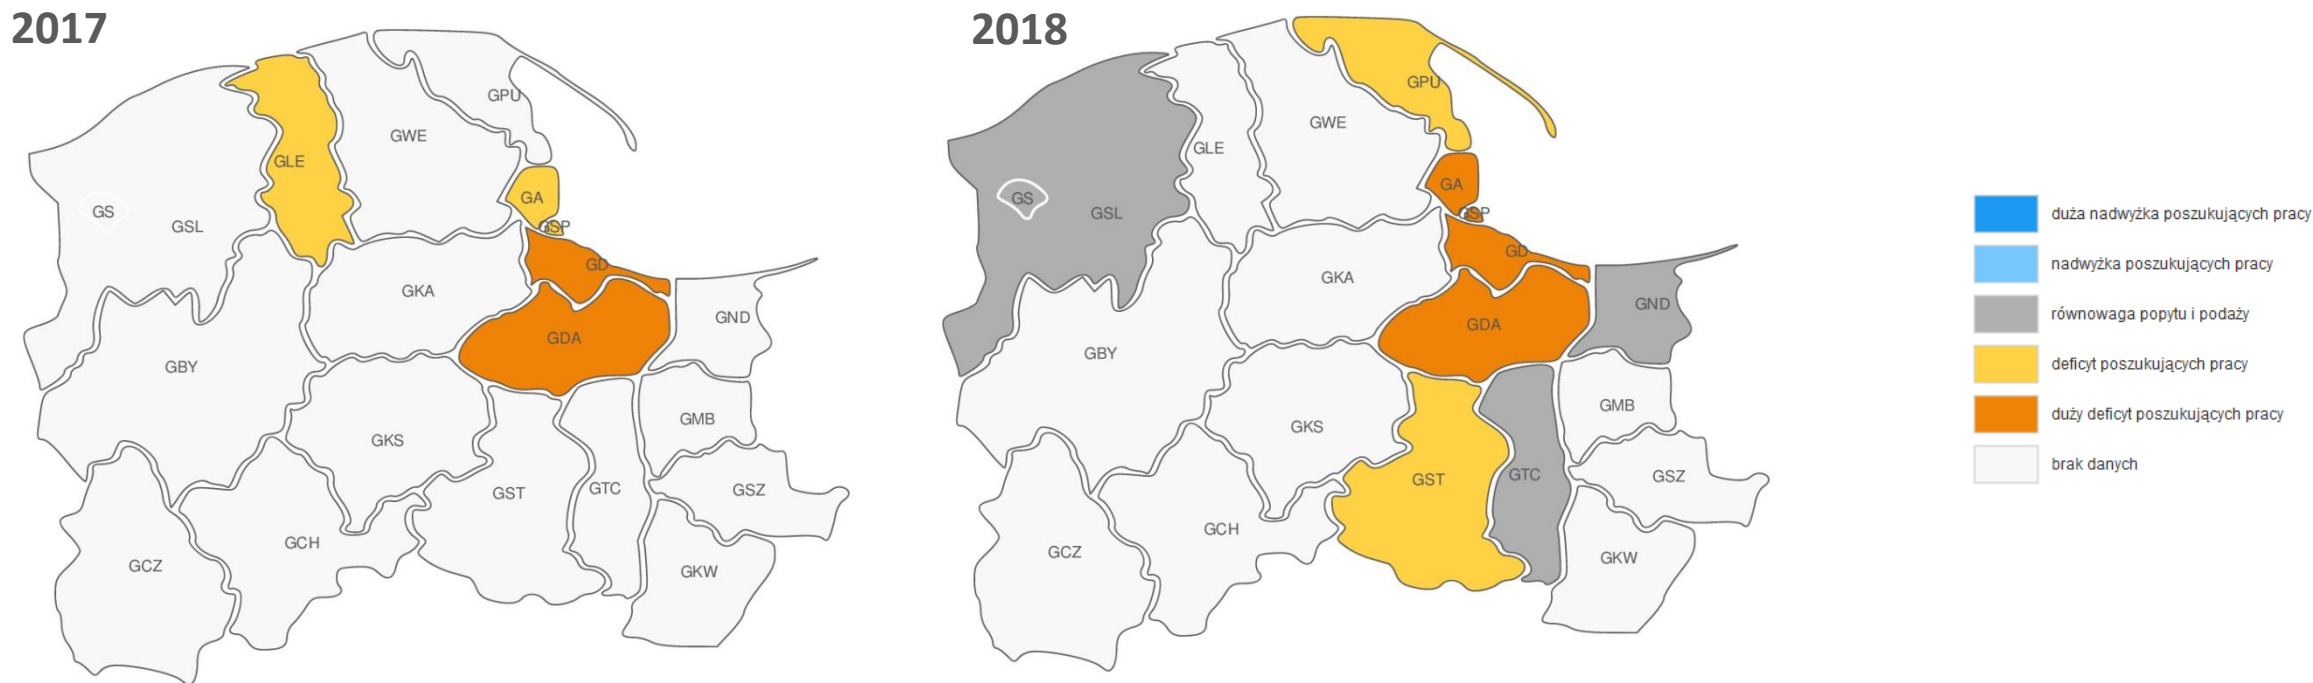 2017
GPU
GWE
GLE
GA
GS
GSL
GSP
GD
GKA
GND
GDA
GBY
GMB
GKS
GTC
GST
GSZ
GCH
GCZ
GKW
2018
GPU
GWE
GLE
GA
GS
GSL
GSP
GD
GKA
GND
GDA
GBY
GMB
GKS
GTC
GST
GSZ
GCH
GCZ
GKW
duża nadwyżka poszukujących pracy
nadwyżka poszukujących pracy
równowaga popytu i podaży
deficyt poszukujących pracy
duży deficyt poszukujących pracy
brak danych